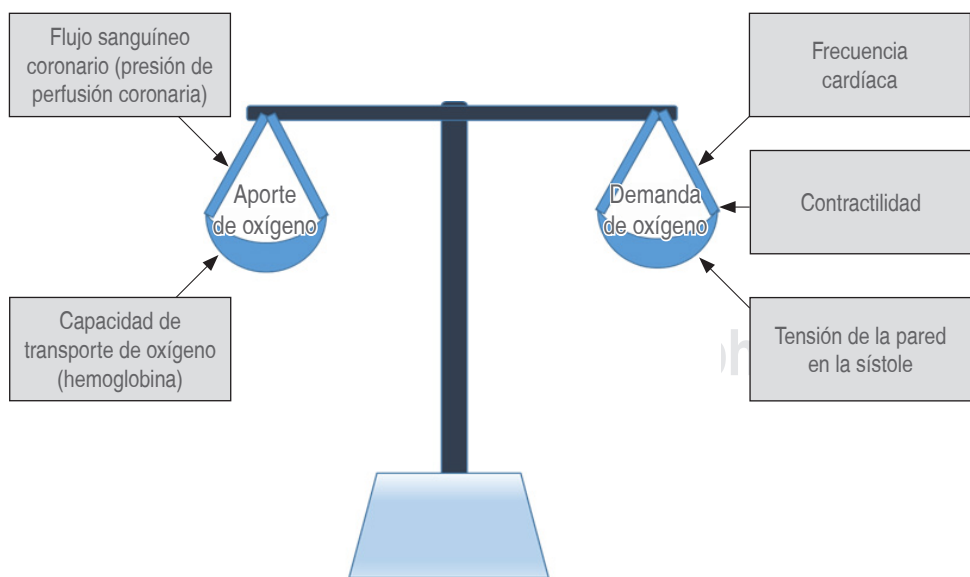 Flujo sanguíneo
coronario (presión de
perfusión coronaria)
Frecuencia
cardíaca
Aporte
de oxígeno
Demanda
de oxígeno
Contractilidad
Capacidad de
transporte de oxígeno
(hemoglobina)
Tensión de la pared
en la sístole